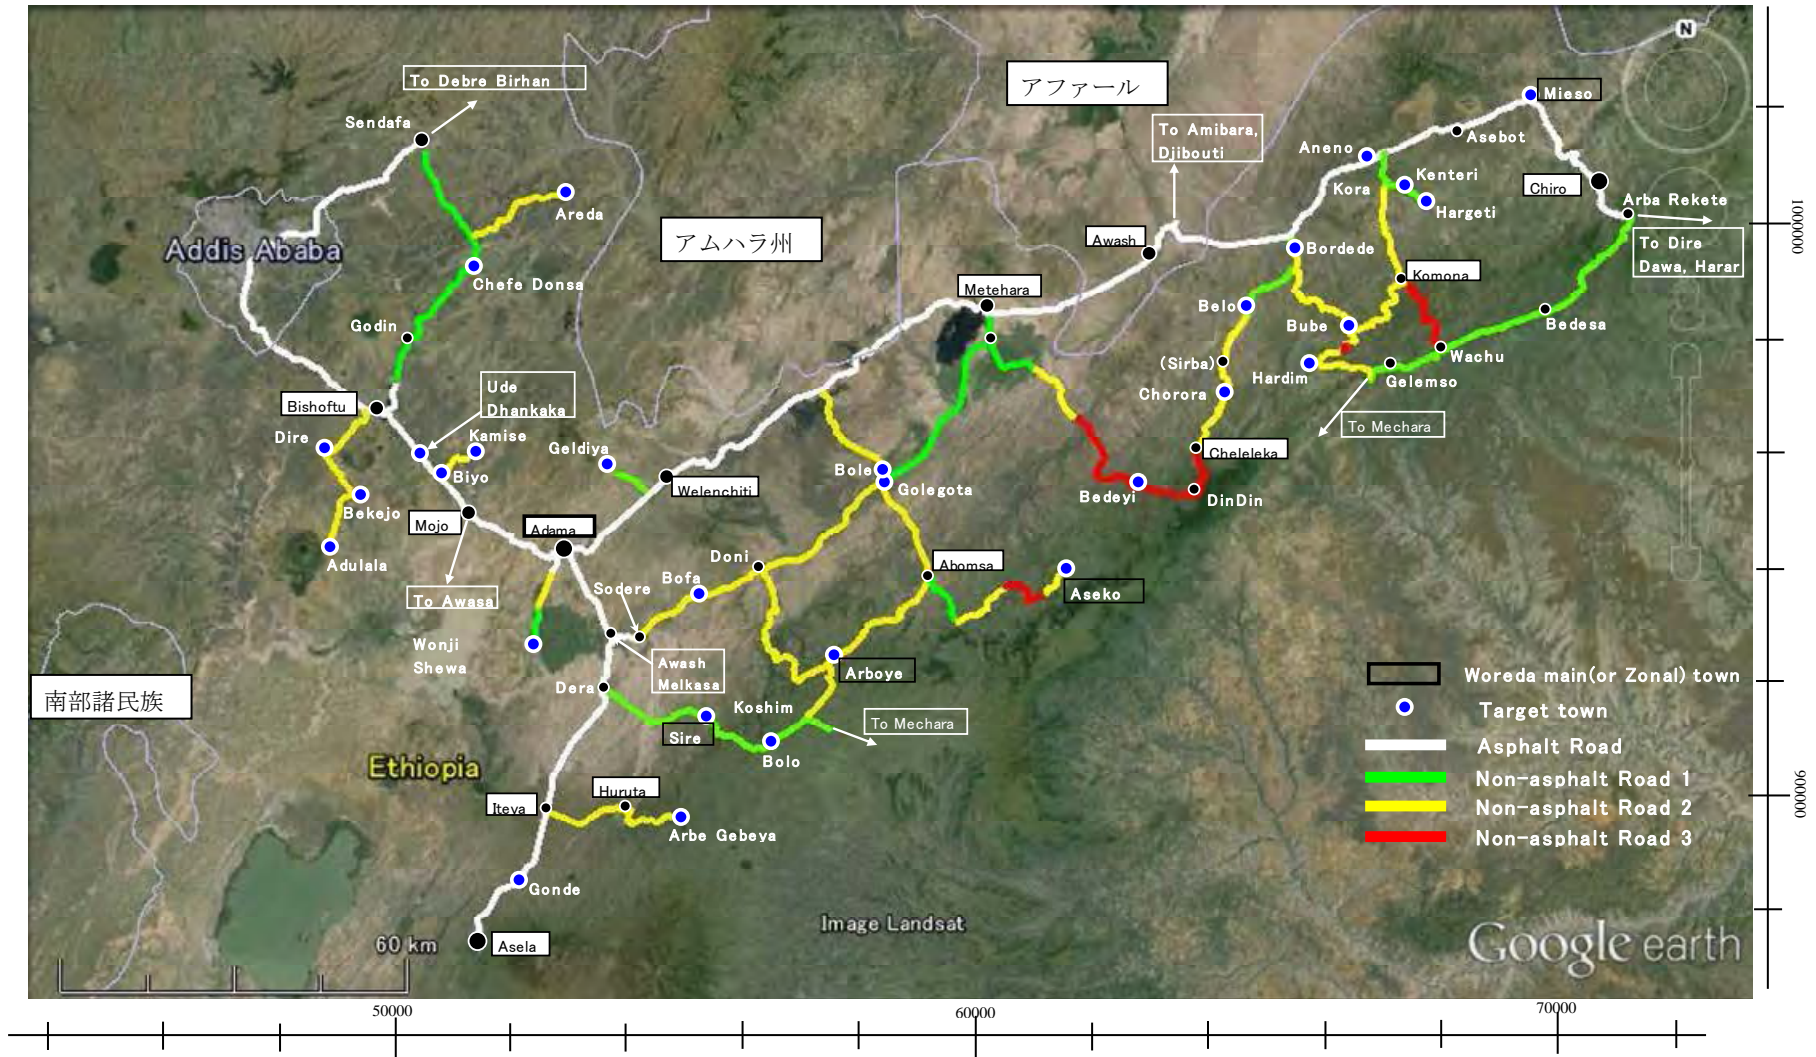 N
To Debre Birhan
アファール
Mieso
Sendafa
To Amibara,
Djibouti
Asebot
Aneno
Kenteri
Kora
Chiro
Hargeti
Arba Rekete
Areda
1000000
アムハラ州
Awash
Addis Ababa
Bordede
To Dire
Dawa, Harar
Chefe Donsa
Komona
Metehara
Belo
Godin
Bube
Bedesa
(Sirba)
Wachu
Ude
Dhankaka
Hardim
Gelemso
Chorora
Bishoftu
To Mechara
Dire
Kamise
Geldiya
Cheleleka
Biyo
Bole
Welenchiti
Golegota
Bedeyi
DinDin
Bekejo
Mojo
Adama
Doni
Abomsa
Adulala
Bofa
Sodere
Aseko
To Awasa
Wonji
Shewa
Awash
Melkasa
Arboye
Woreda main(or Zonal) town
南部諸民族
Dera
Koshim
Target town
Sire
To Mechara
Asphalt Road
Bolo
Ethiopia
Non-asphalt Road 1
Huruta
Iteya
Non-asphalt Road 2
900000
Arbe Gebeya
Non-asphalt Road 3
Gonde
Image Landsat
60 km
Asela
Google earth
50000
60000
70000